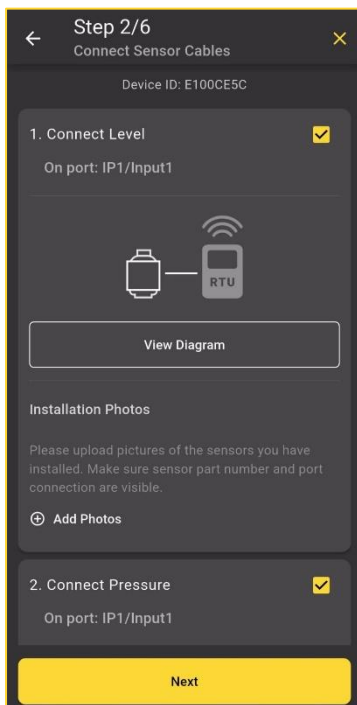 Step 2/6
Connect Sensor Cables
Device ID: E100CE5C
1. Connect Level
On port: IP1/Input1
RTU
View Diagram
Installation Photos
Please upload pictures of the sensors you have
installed. Make sure sensor part number and port
connection are visible.
Add Photos
2. Connect Pressure
On port: IP1/Input1
Next